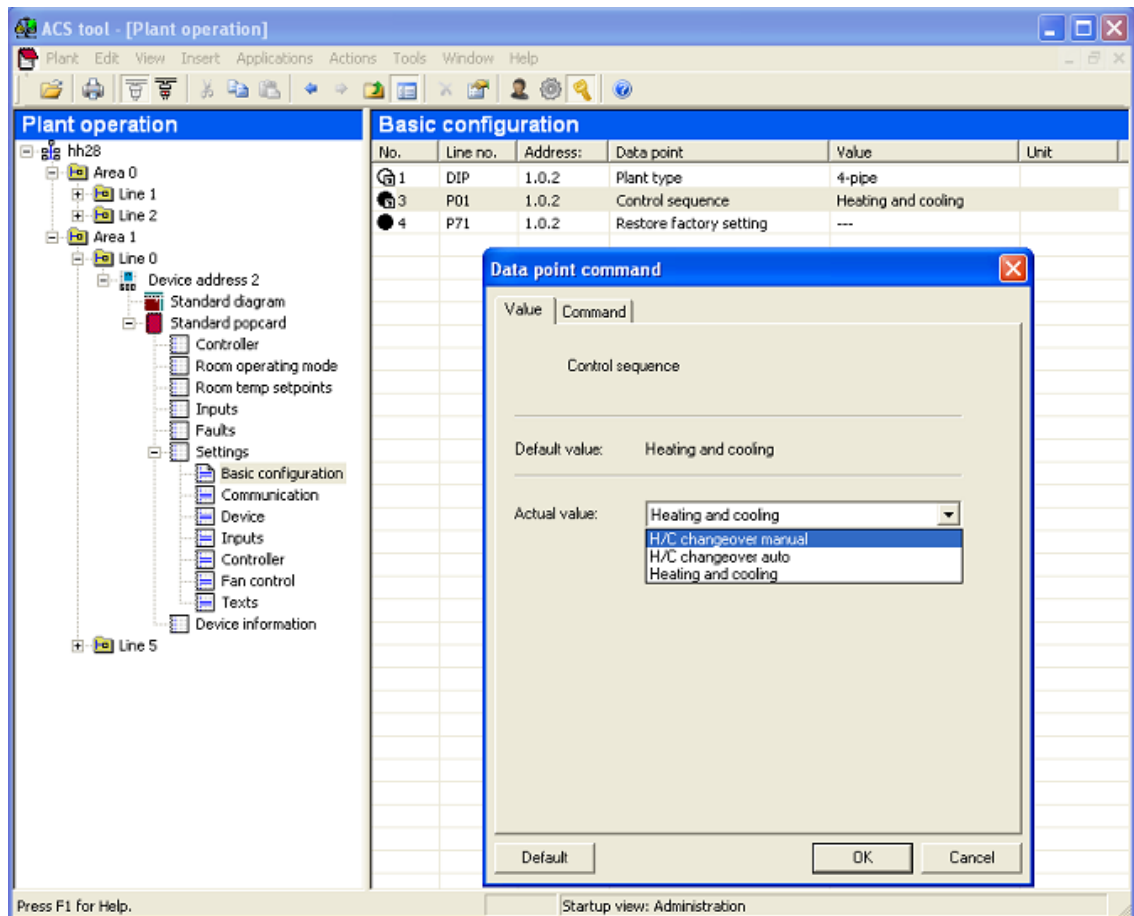 ACS tool - [Plant operation]
Plant Edit View Insert Applications Actions Tools Window Help
Plant operation
hh28
Area 0
Line 1
Line 2
Area 1
Line 0
Device address 2
Standard diagram
Standard popcard
Controller
Room operating mode
Room temp setpoints
Inputs
Faults
Settings
Basic configuration
Communication
Device
Inputs
Controller
Fan control
Texts
Device information
Line 5
Basic configuration
No. Line no. Address: Data point Value Unit
1 DIP 1.0.2 Plant type 4-pipe
3 P01 1.0.2 Control sequence Heating and cooling
4 P71 1.0.2 Restore factory setting ---
Data point command
Value Command
Control sequence
Default value: Heating and cooling
Actual value: Heating and cooling
H/C changeover manual
H/C changeover auto
Heating and cooling
Default OK Cancel
Press F1 for Help. Startup view: Administration